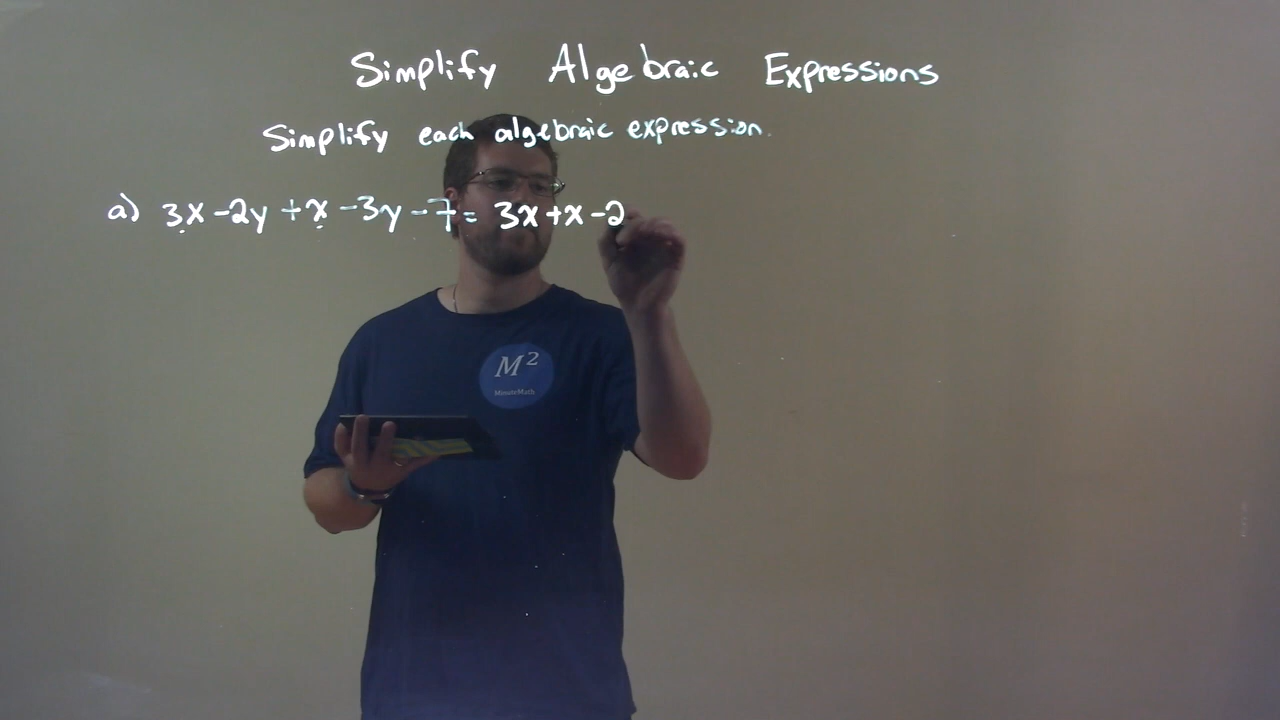 Simplify Algebraic Expressions
Simplify each algebraic expression.
a) 3x -2y +x -3y -7 = 3x+x-2
M²
MinuteMath